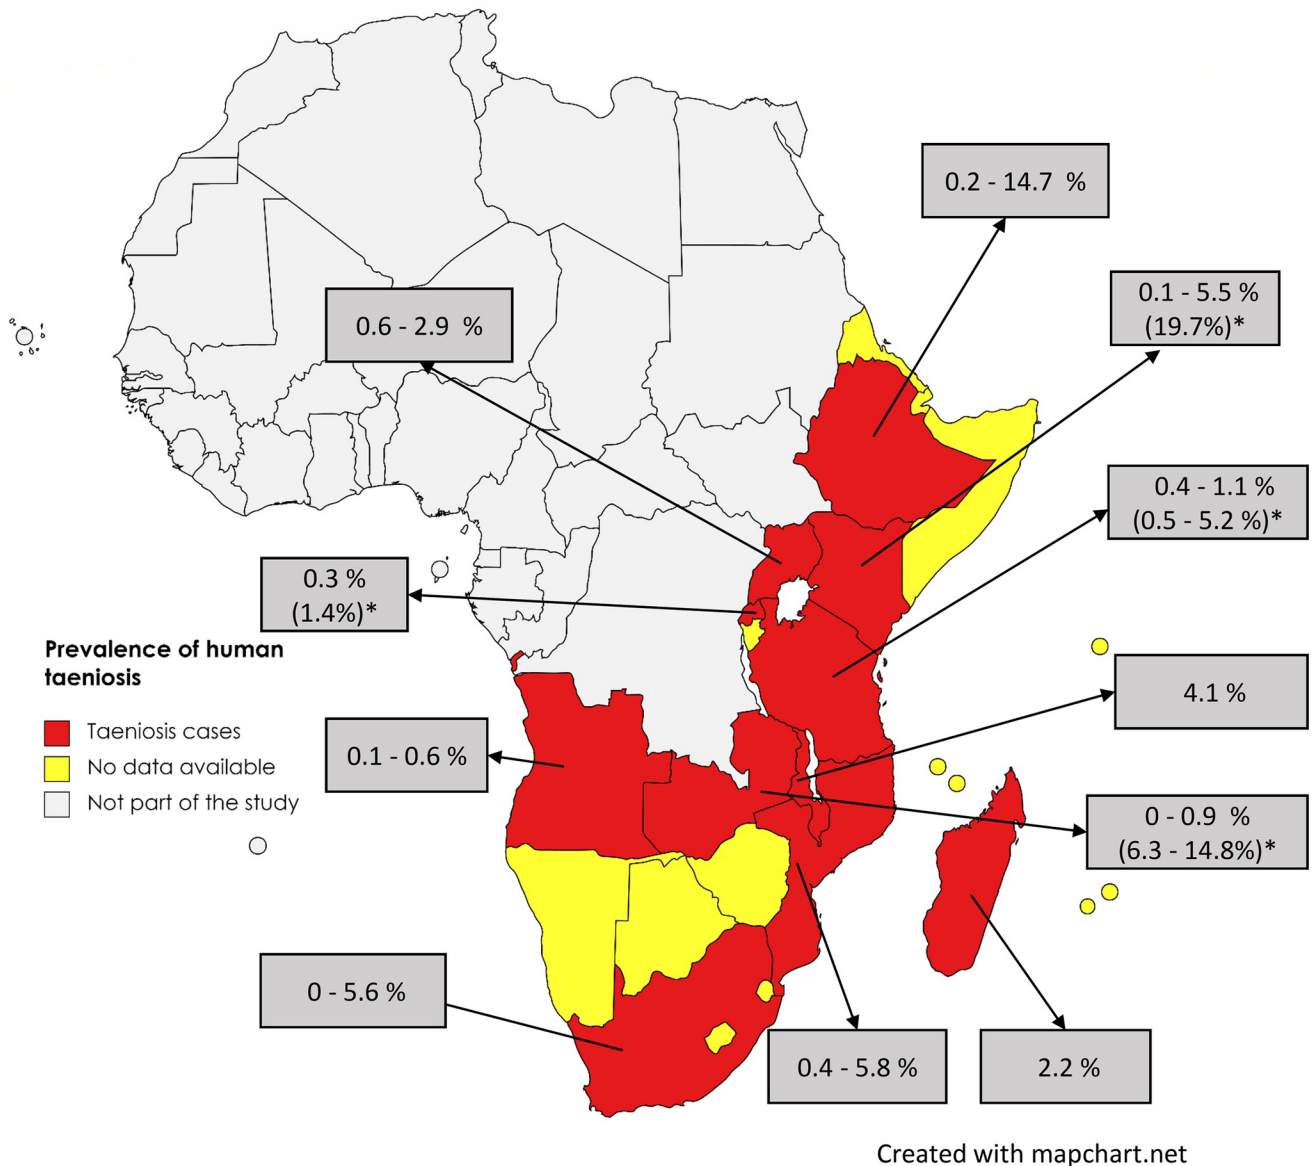 0.2 - 14.7 %
0.1 - 5.5 %
(19.7%)*
0.6 - 2.9 %
0.4 - 1.1 %
(0.5 - 5.2 %)*
0.3 %
(1.4%)*
Prevalence of human
taeniosis
Taeniosis cases
No data available
Not part of the study
4.1 %
0.1 - 0.6 %
0 - 0.9 %
(6.3 - 14.8%)*
0 - 5.6 %
0.4 - 5.8 %
2.2 %
Created with mapchart.net